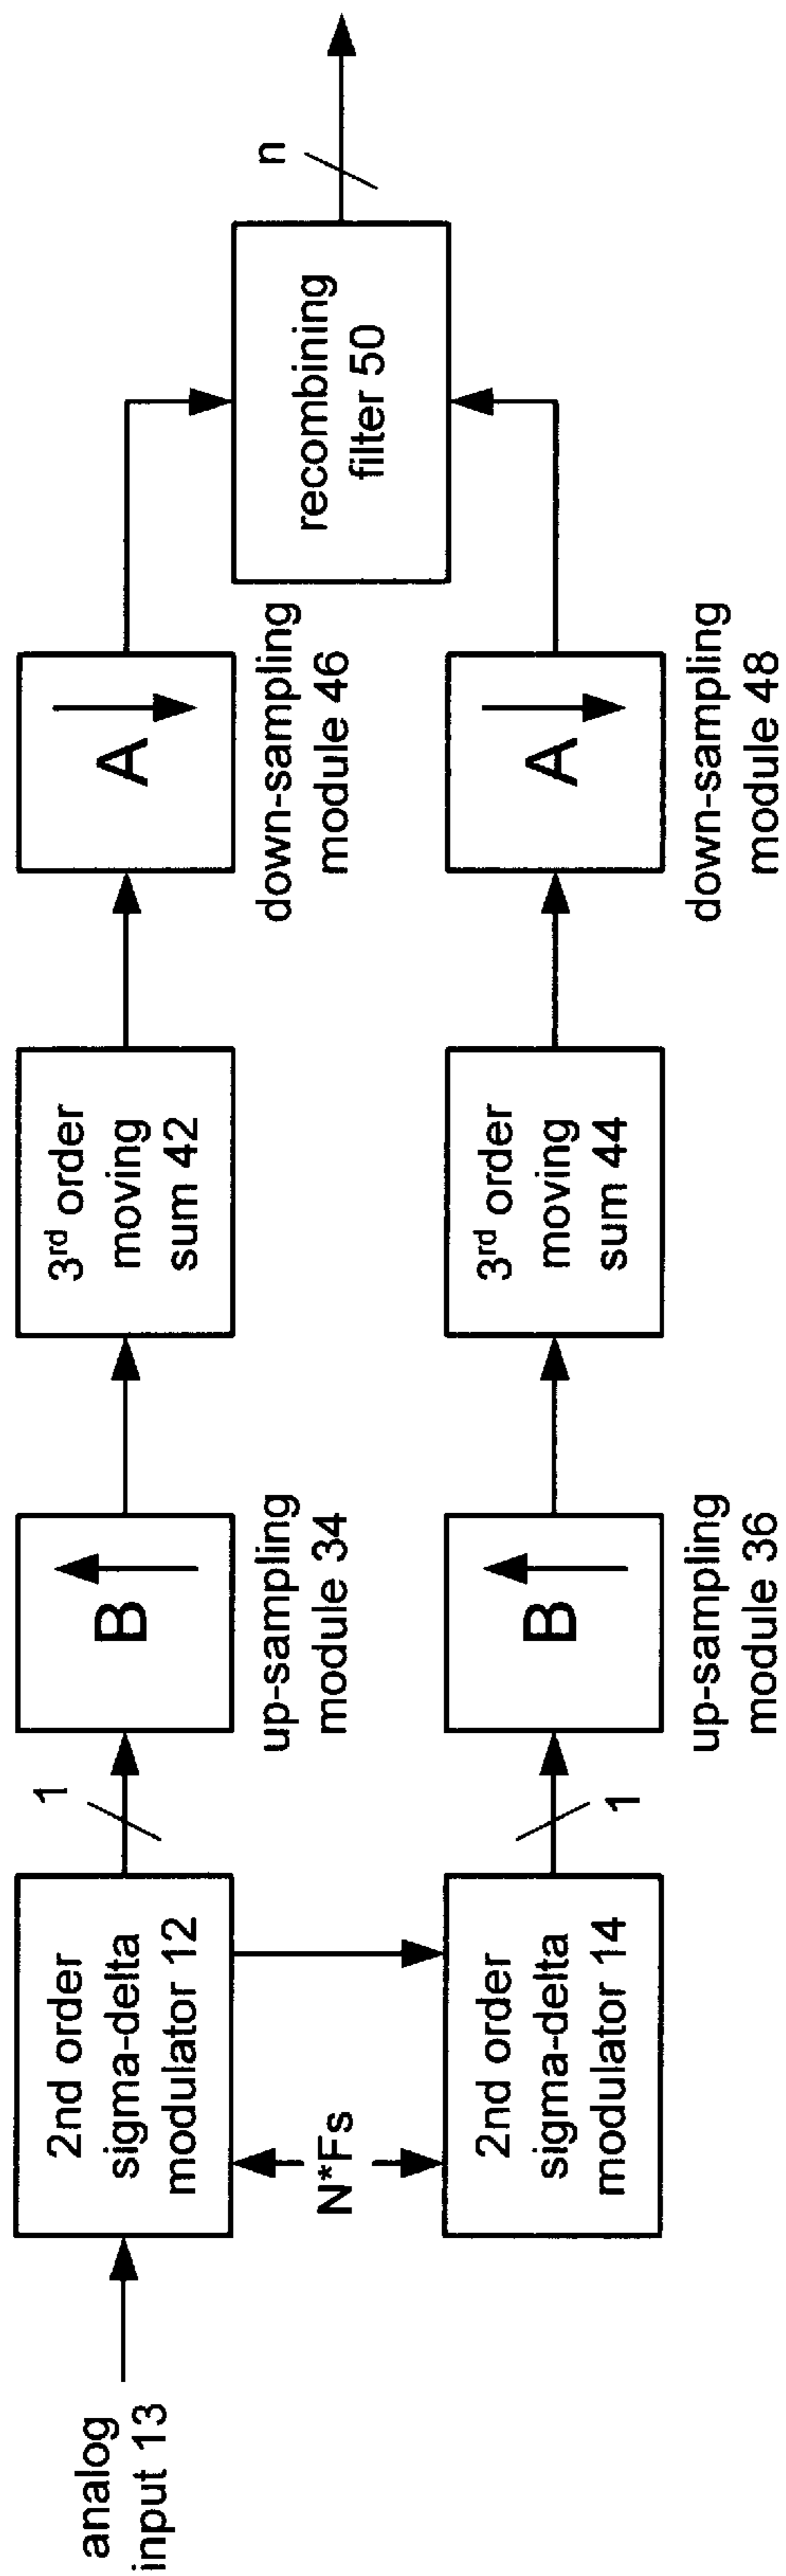 analog
input 13
2nd order
sigma-delta
modulator 12
1
B
up-sampling
module 34
3rd order
moving
sum 42
A
down-sampling
module 46
N*Fs
recombining
filter 50
n
2nd order
sigma-delta
modulator 14
1
B
up-sampling
module 36
3rd order
moving
sum 44
A
down-sampling
module 48